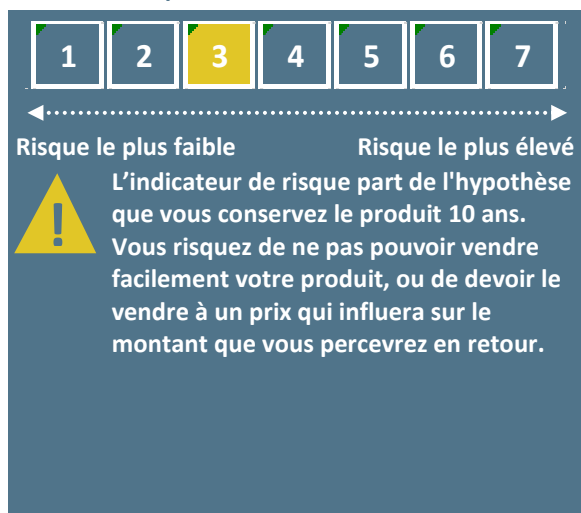 1 2 3 4 5 6 7
Risque le plus faible Risque le plus élevé
L’indicateur de risque part de l'hypothèse
que vous conservez le produit 10 ans.
! Vous risquez de ne pas pouvoir vendre
facilement votre produit, ou de devoir le
vendre à un prix qui influera sur le
montant que vous percevrez en retour.